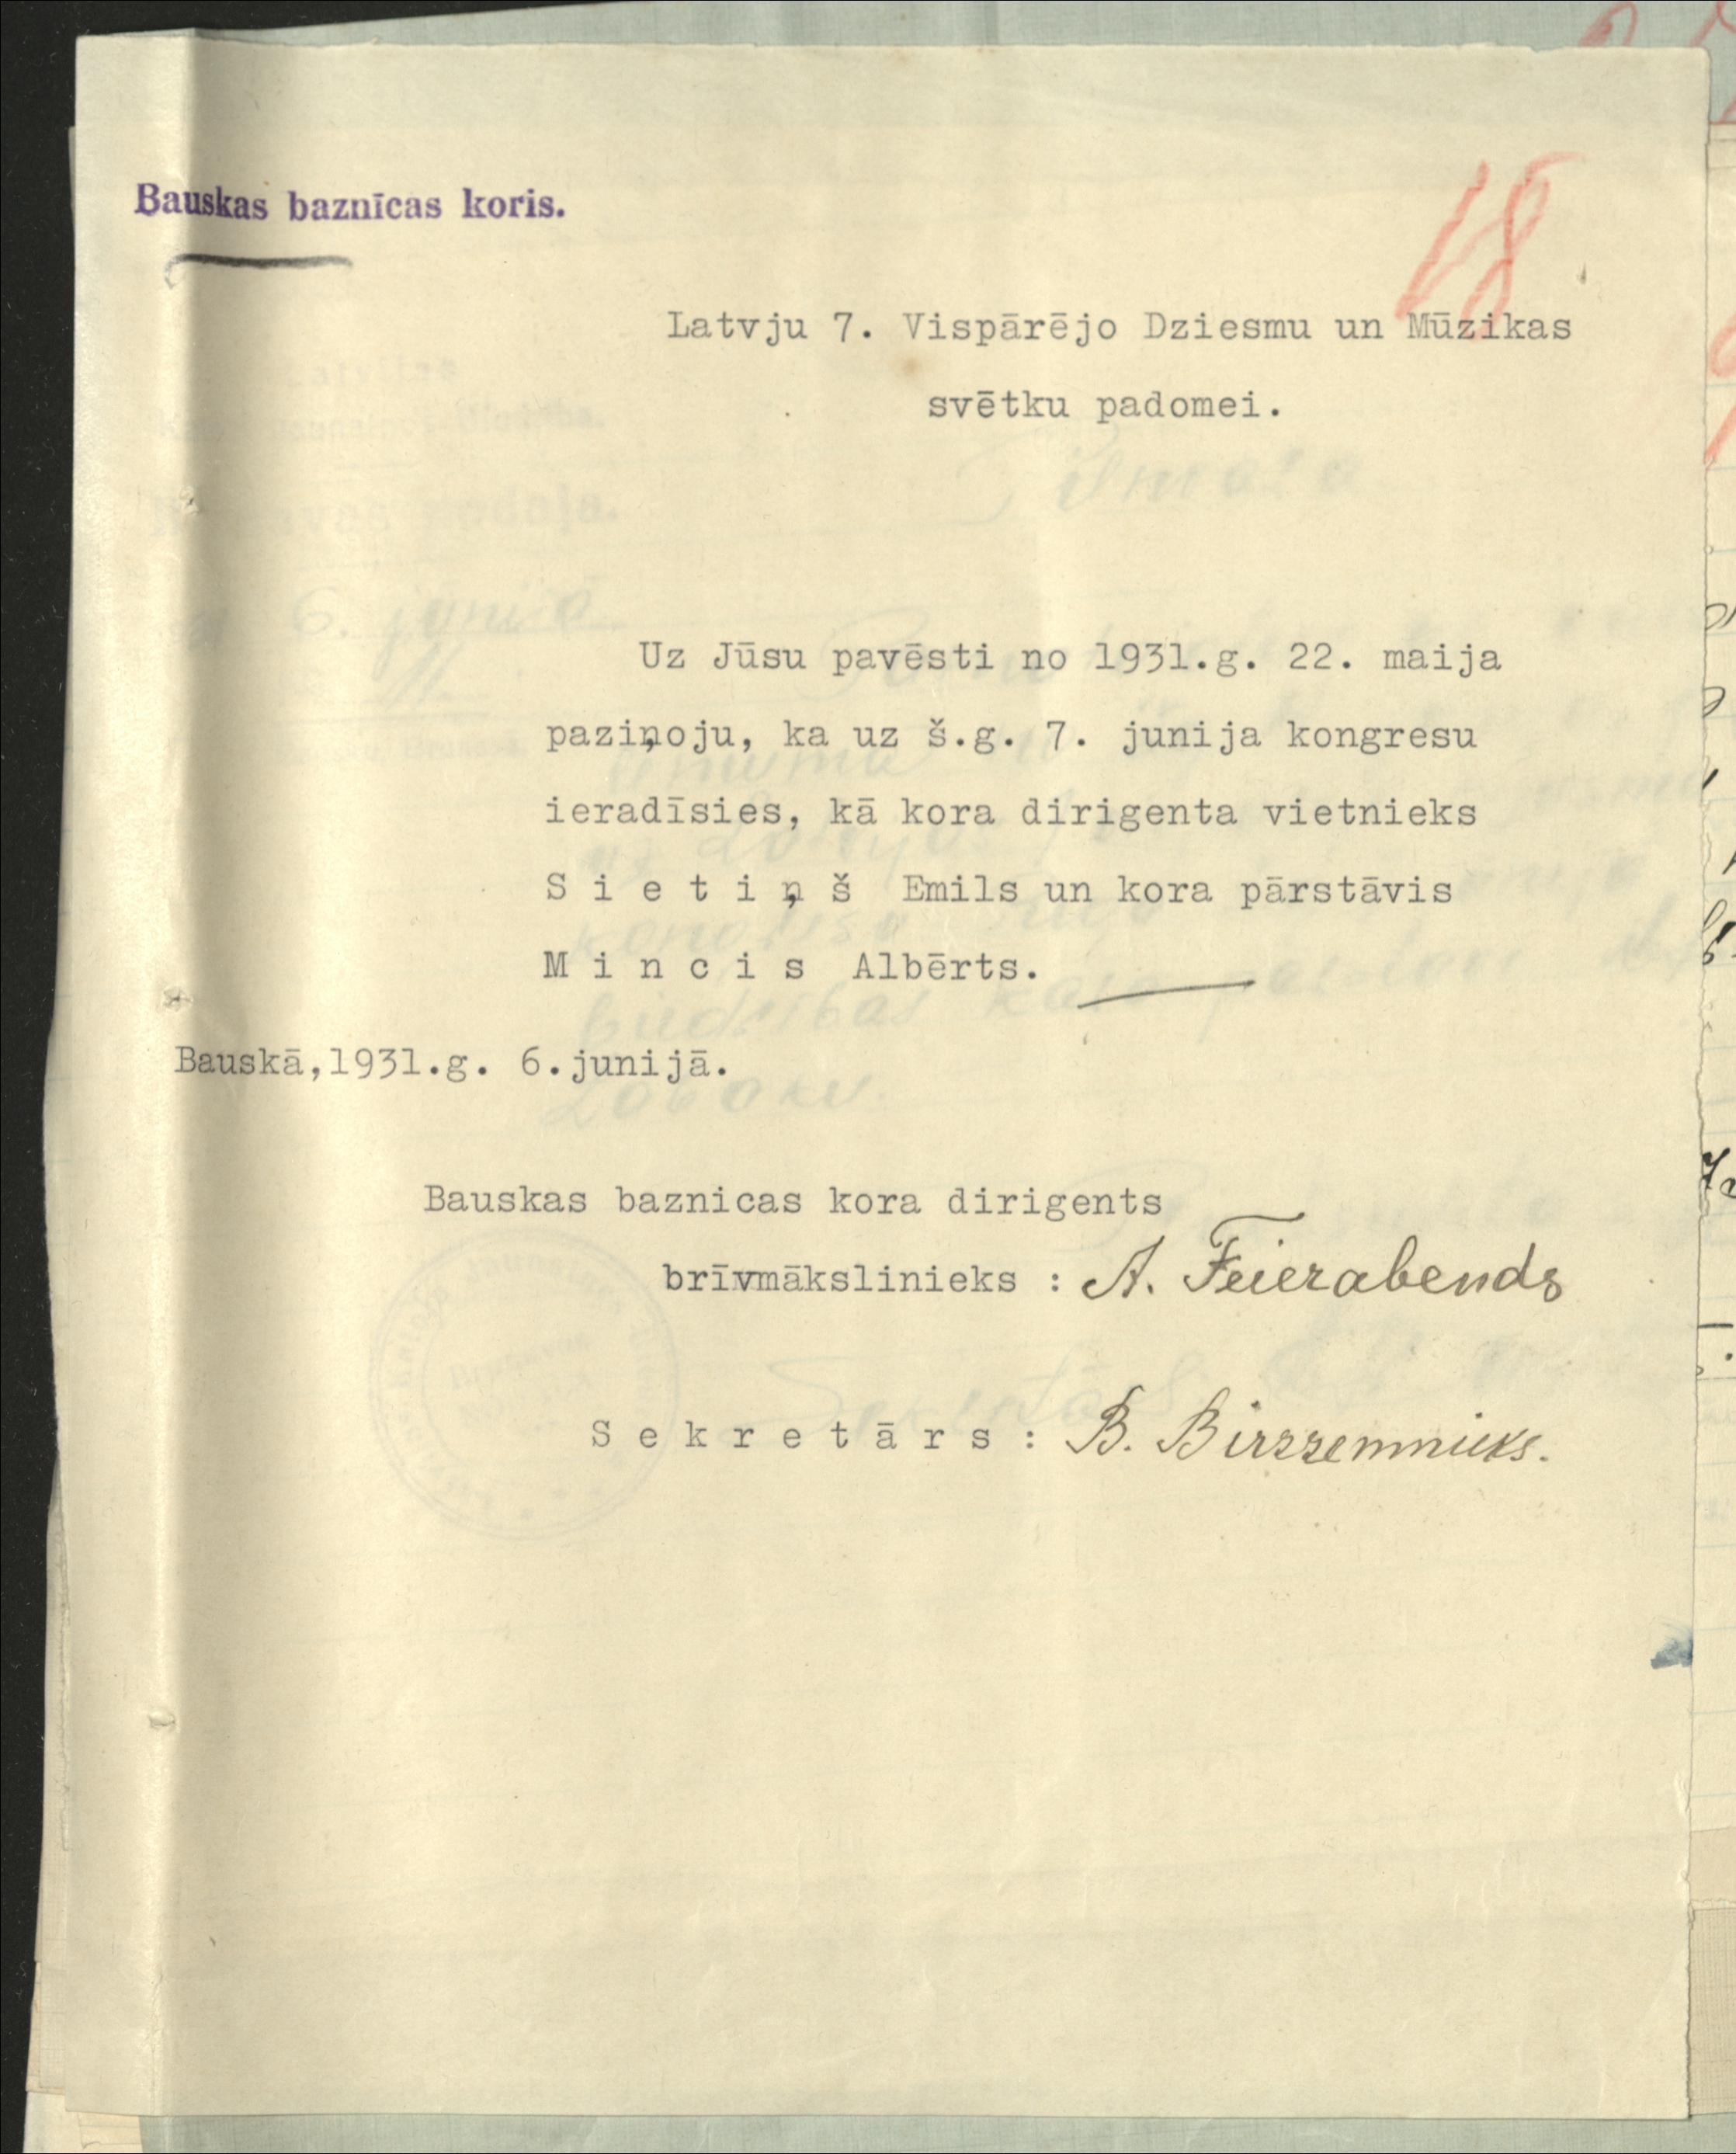 Bauskas baznīcas koris.
18
Latvju 7. Vispārējo Dziesmu un Mūzikas
svētku padomei.
Uz Jūsu pavēsti no 1931.g. 22. maija
paziņoju, ka uz š.g. 7. junija kongresu
ieradīsies, kā kora dirigenta vietnieks
S i e t i ņ š Emils un kora pārstāvis
M i n c i s Albērts.
Bauskā,1931.g. 6.junijā.
Bauskas baznicas kora dirigents
brīvmākslinieks : A. Feierabends
S e k r e t ā r s : B. Birzzemnieks.